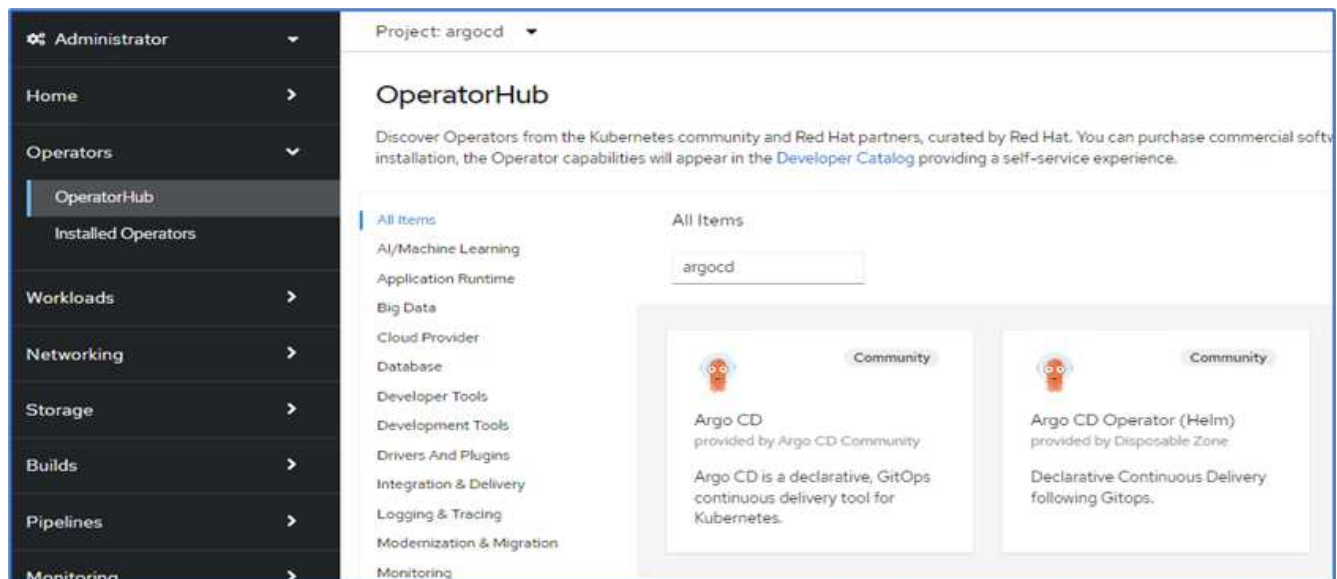 Administrator
Home
Operators
OperatorHub
Installed Operators
Workloads
Networking
Storage
Builds
Pipelines
Monitoring
Project: argocd
OperatorHub
Discover Operators from the Kubernetes community and Red Hat partners, curated by Red Hat. You can purchase commercial
installation, the Operator capabilities will appear in the Developer Catalog providing a self-service experience.
All Items
AI/Machine Learning
Application Runtime
Big Data
Cloud Provider
Database
Developer Tools
Development Tools
Drivers And Plugins
Integration & Delivery
Logging & Tracing
Modernization & Migration
Monitoring
All Items
argocd
Community
Argo CD
provided by Argo CD Community
Argo CD is a declarative, GitOps
continuous delivery tool for
Kubernetes.
Community
Argo CD Operator (Helm)
provided by Disposable Zone
Declarative Continuous Delivery
following Gitops.